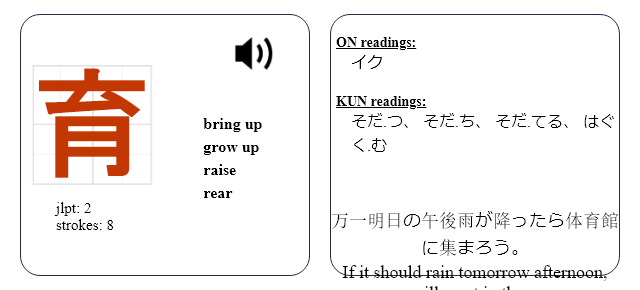 育
bring up
grow up
raise
rear
jlpt: 2
strokes: 8
ON readings:
イク
KUN readings:
そだ.つ、 そだ.ち、 そだ.てる、 はぐ
く.む
万一明日の午後雨が降ったら体育館
に集まろう。
If it should rain tomorrow afternoon,